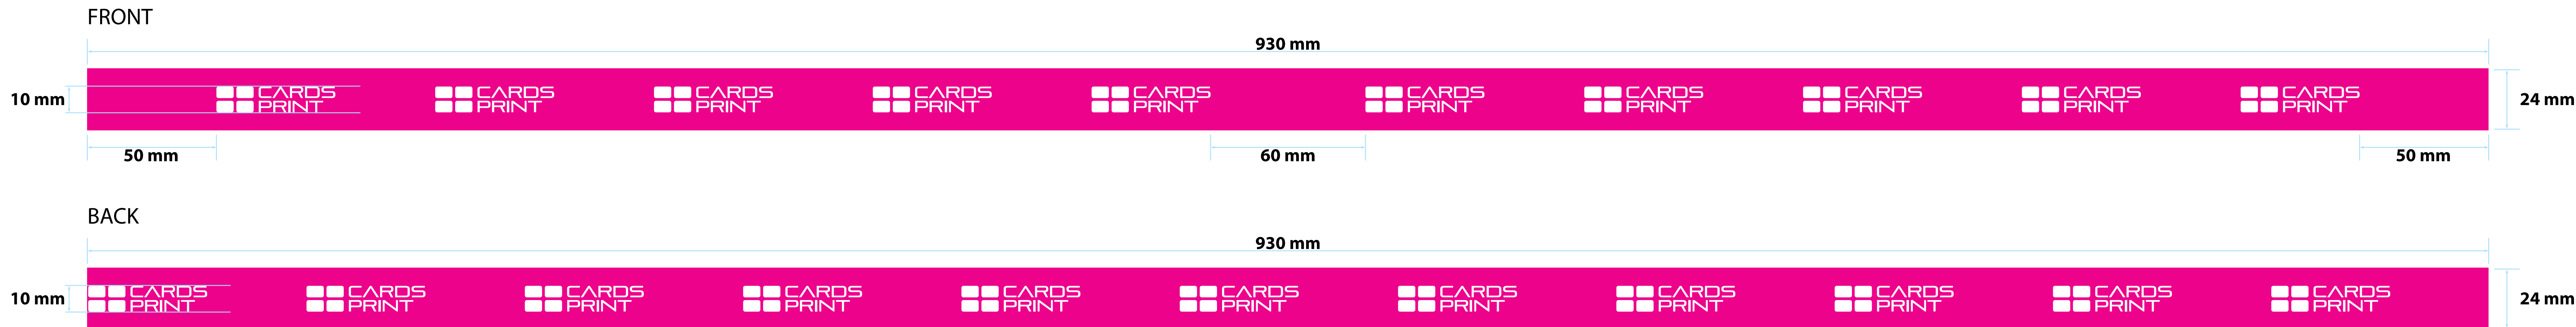 FRONT
930 mm
10 mm
CARDS CARDS CARDS CARDS CARDS CARDS CARDS CARDS CARDS CARDS
PRINT PRINT PRINT PRINT PRINT PRINT PRINT PRINT PRINT PRINT
24 mm
50 mm 60 mm 50 mm
BACK
930 mm
10 mm
CARDS CARDS CARDS CARDS CARDS CARDS CARDS CARDS CARDS CARDS CARDS
PRINT PRINT PRINT PRINT PRINT PRINT PRINT PRINT PRINT PRINT PRINT
24 mm